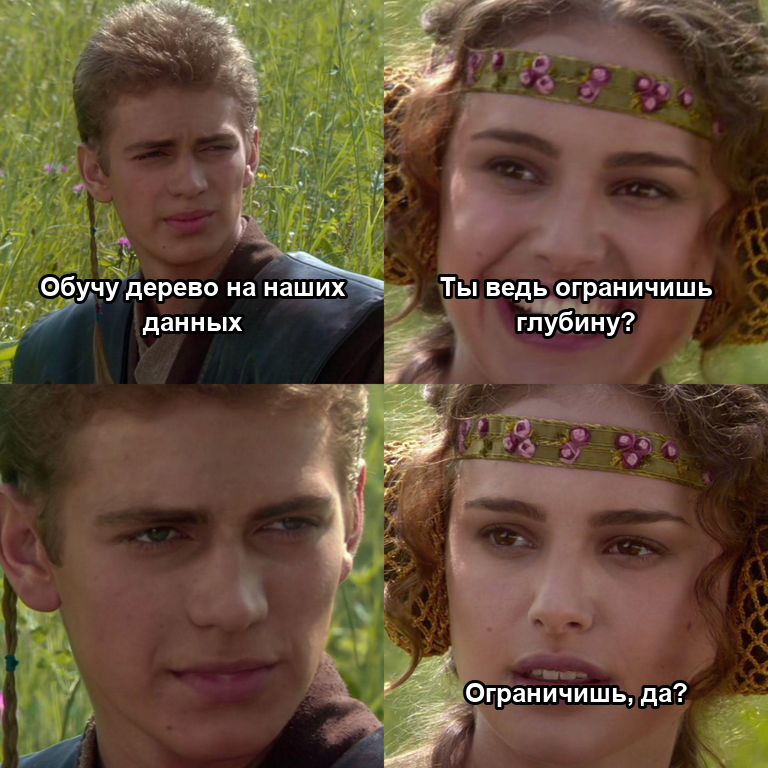 Обучу дерево на наших
данных
Ты ведь ограничишь
глубину?
Ограничишь, да?